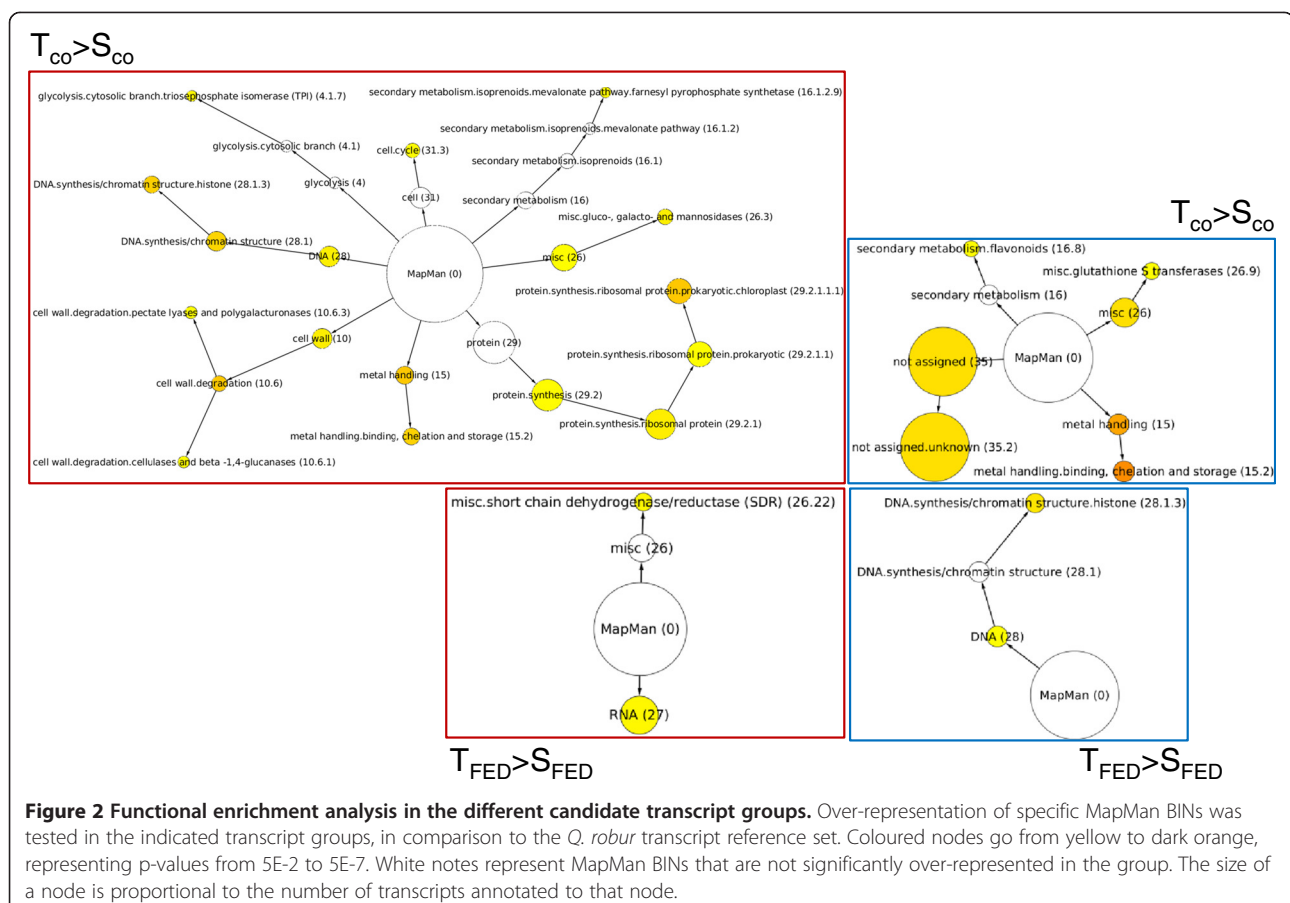 T_co>S_co
glycolysis.cytosolic branch.triosephosphate isomerase (TPI) (4.1.7)
secondary metabolism.isoprenoids.mevalonate pathway.farnesyl pyrophosphate synthetase (16.1.2.9)
secondary metabolism.isoprenoids.mevalonate pathway (16.1.2)
glycolysis.cytosolic branch (4.1)
cell.cycle (31.3)
secondary metabolism.isoprenoids (16.1)
DNA.synthesis/chromatin structure.histone (28.1.3)
glycolysis (4)
cell (31)
secondary metabolism (16)
misc.gluco-, galacto- and mannosidases (26.3)
DNA.synthesis/chromatin structure (28.1)
DNA (28)
misc (26)
MapMan (0)
protein.synthesis.ribosomal protein.prokaryotic.chloroplast (29.2.1.1.1)
cell wall.degradation.pectate lyases and polygalacturonases (10.6.3)
cell wall (10)
protein (29)
protein.synthesis.ribosomal protein.prokaryotic (29.2.1.1)
cell wall.degradation (10.6)
metal handling (15)
protein.synthesis (29.2)
protein.synthesis.ribosomal protein (29.2.1)
metal handling.binding, chelation and storage (15.2)
cell wall.degradation.cellulases and beta -1,4-glucanases (10.6.1)
T_co>S_co
secondary metabolism.flavonoids (16.8)
misc.glutathione S transferases (26.9)
secondary metabolism (16)
misc (26)
not assigned (35)
MapMan (0)
metal handling (15)
not assigned.unknown (35.2)
metal handling.binding, chelation and storage (15.2)
misc.short chain dehydrogenase/reductase (SDR) (26.22)
misc (26)
MapMan (0)
RNA (27)
T_FED>S_FED
DNA.synthesis/chromatin structure.histone (28.1.3)
DNA.synthesis/chromatin structure (28.1)
DNA (28)
MapMan (0)
T_FED>S_FED
Figure 2 Functional enrichment analysis in the different candidate transcript groups. Over-representation of specific MapMan BINs was
tested in the indicated transcript groups, in comparison to the Q. robur transcript reference set. Coloured nodes go from yellow to dark orange,
representing p-values from 5E-2 to 5E-7. White notes represent MapMan BINs that are not significantly over-represented in the group. The size of
a node is proportional to the number of transcripts annotated to that node.